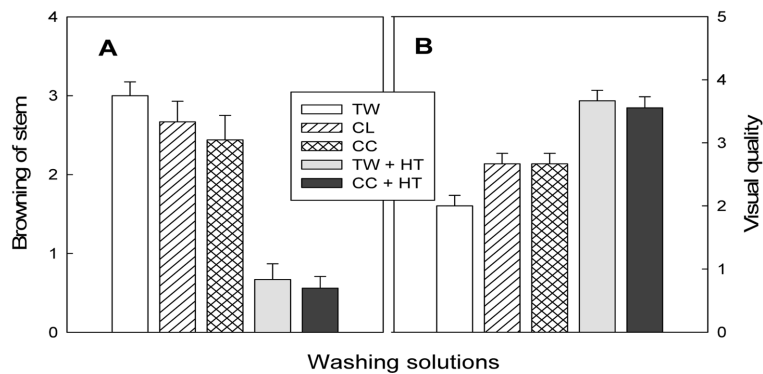 A
B
4
3
2
1
0
Browning of stem
TW
CL
CC
TW + HT
CC + HT
5
4
3
2
1
0
Visual quality
Washing solutions